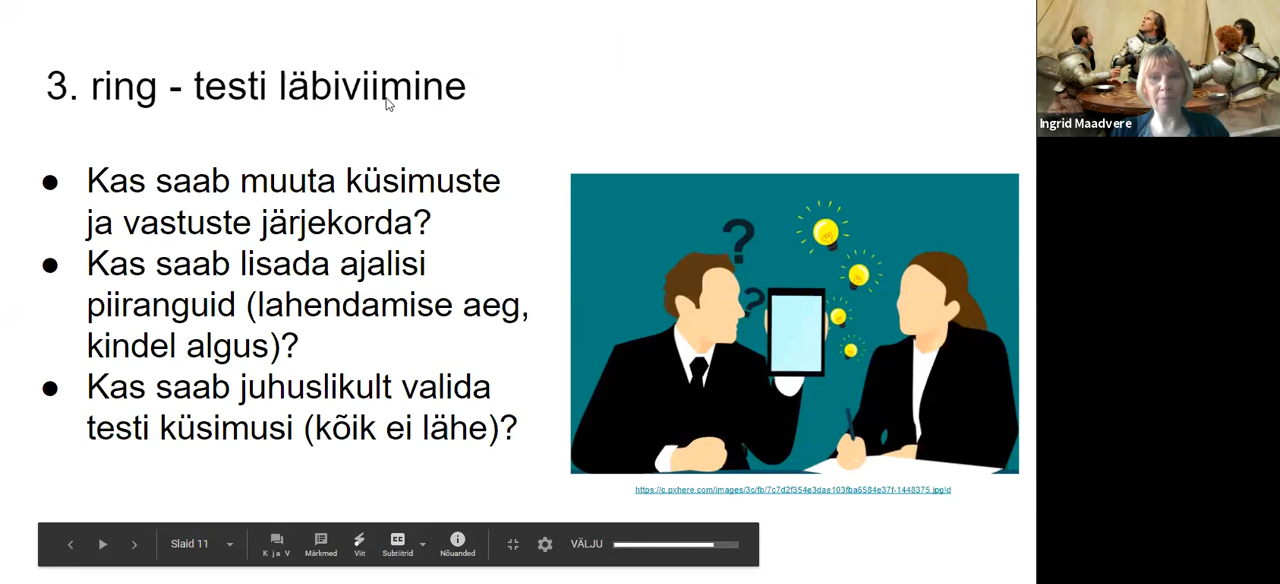 3. ring - testi läbiviimine
Ingrid Maadvere
● Kas saab muuta küsimuste
ja vastuste järjekorda?
● Kas saab lisada ajalisi
piiranguid (lahendamise aeg,
kindel algus)?
● Kas saab juhuslikult valida
testi küsimusi (kõik ei lähe)?
? ?
https://c.pxhere.com/images/3c/fb/7c7d2f354e3dae103fba6584e37f-1448375.jpg!d
Slaid 11
K ja V
Märkmed
Viit
Subtiitrid
Nõuanded
VÄLJU